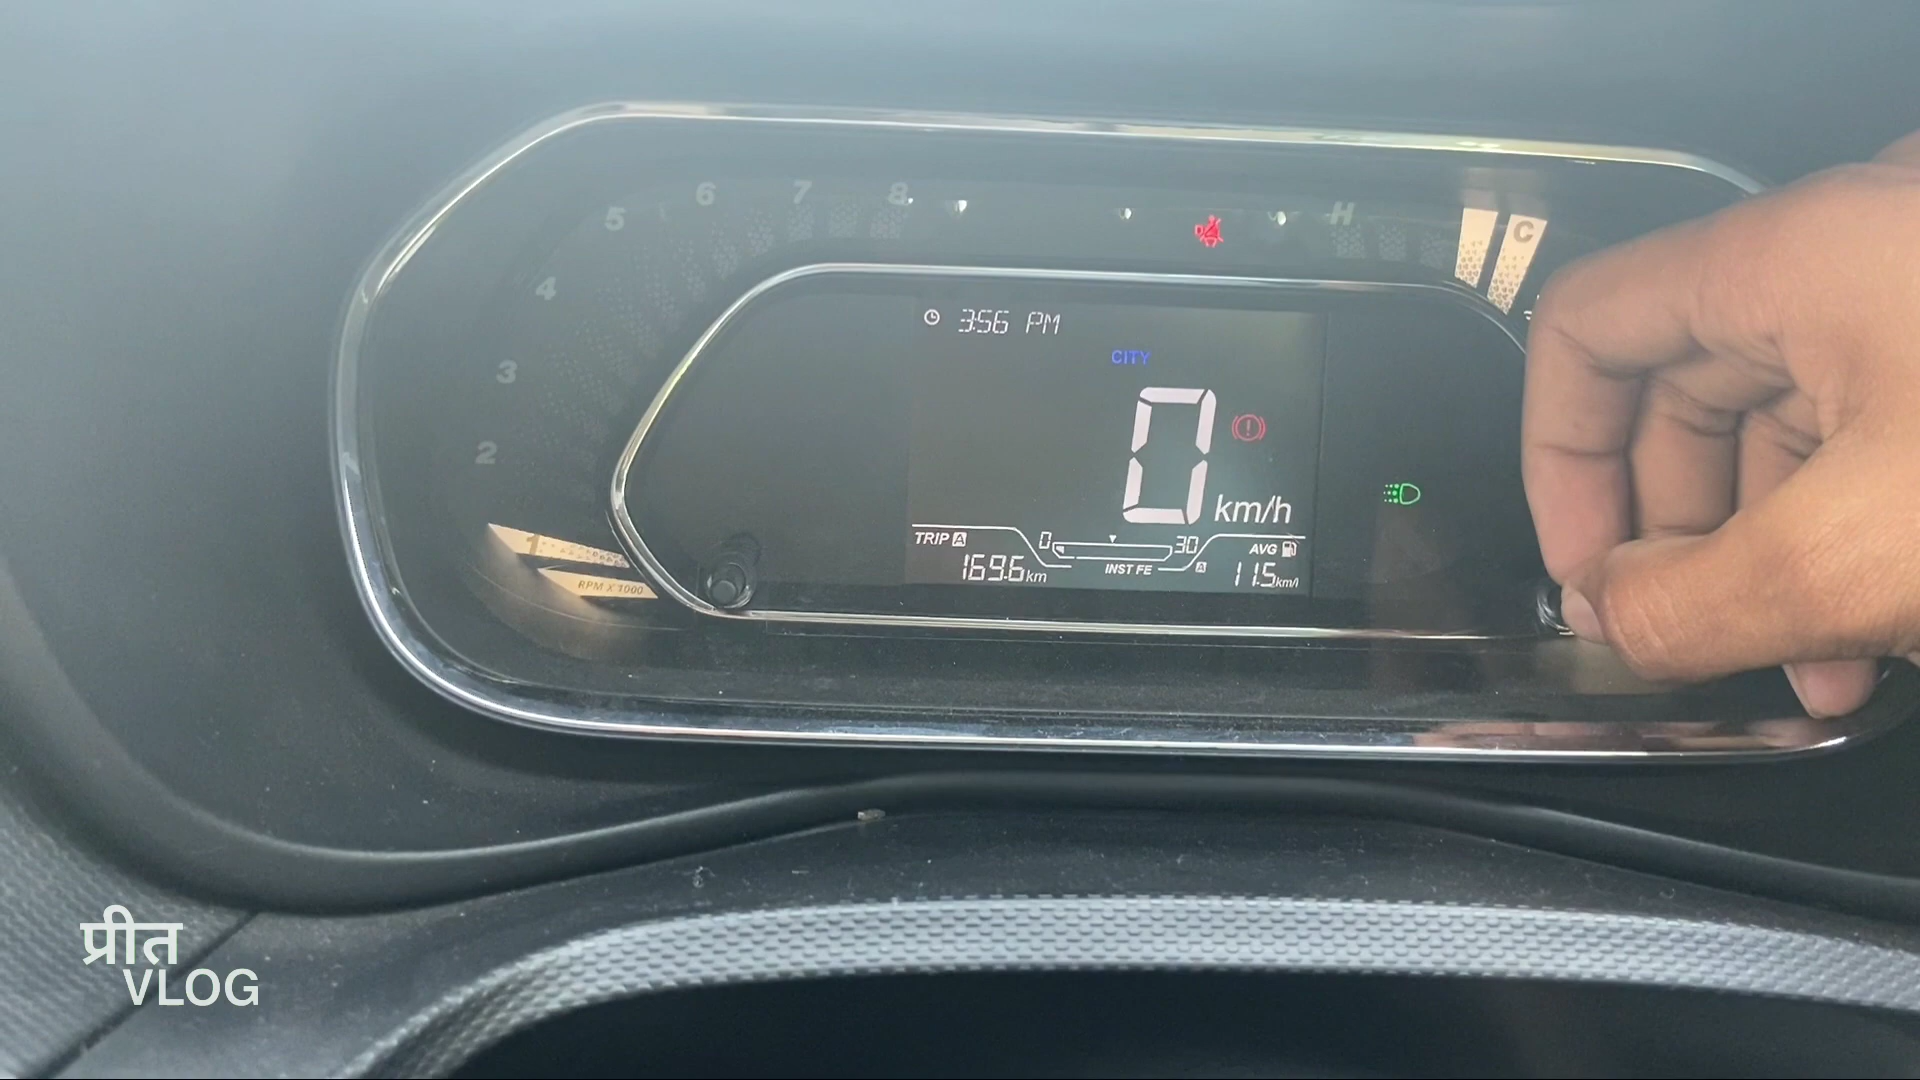 5 6 7 8 H C
4
3
2
1
RPM X 1000
3:56 PM
CITY
0
km/h
TRIP A
169.6 km
0 30
INST FE
A
AVG
11.5 km/l
प्रीत
VLOG